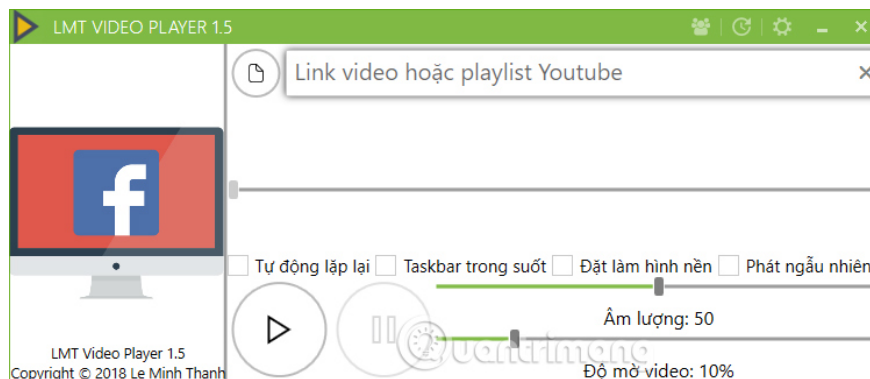 LMT VIDEO PLAYER 1.5
Link video hoặc playlist Youtube
f
Tự động lặp lại
Taskbar trong suốt
Đặt làm hình nền
Phát ngẫu nhiên
Âm lượng: 50
uantrimang
Độ mờ video: 10%
LMT Video Player 1.5
Copyright © 2018 Le Minh Thanh